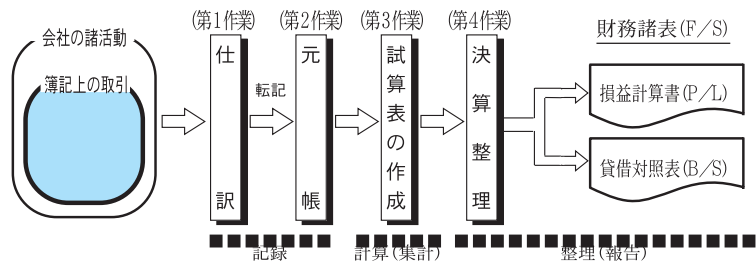 会社の諸活動
簿記上の取引
(第1作業)
仕訳
転記
(第2作業)
元帳
(第3作業)
試算表の作成
(第4作業)
決算整理
財務諸表(F/S)
損益計算書(P/L)
貸借対照表(B/S)
記録
計算(集計)
整理(報告)